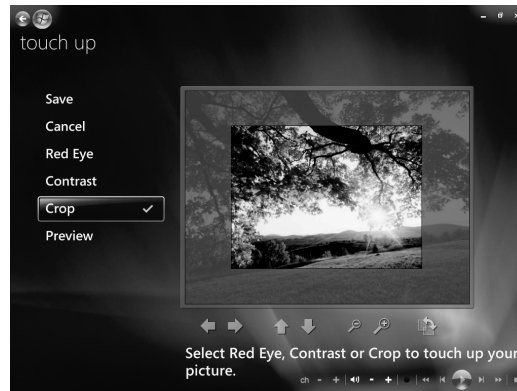 touch up
Save
Cancel
Red Eye
Contrast
Crop
Preview
Select Red Eye, Contrast or Crop to touch up your
picture.
ch - +
- +